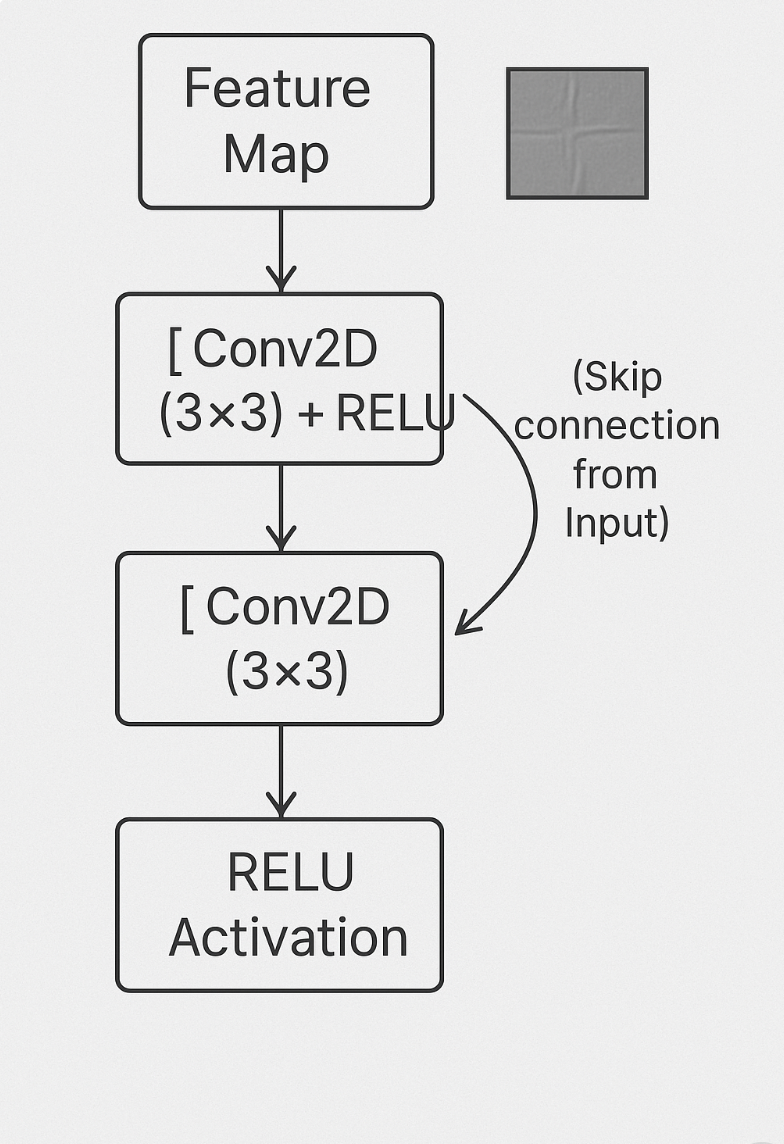 Feature
Map
[ Conv2D
(3×3) + RELU
(Skip
connection
from
Input)
[ Conv2D
(3×3)
RELU
Activation